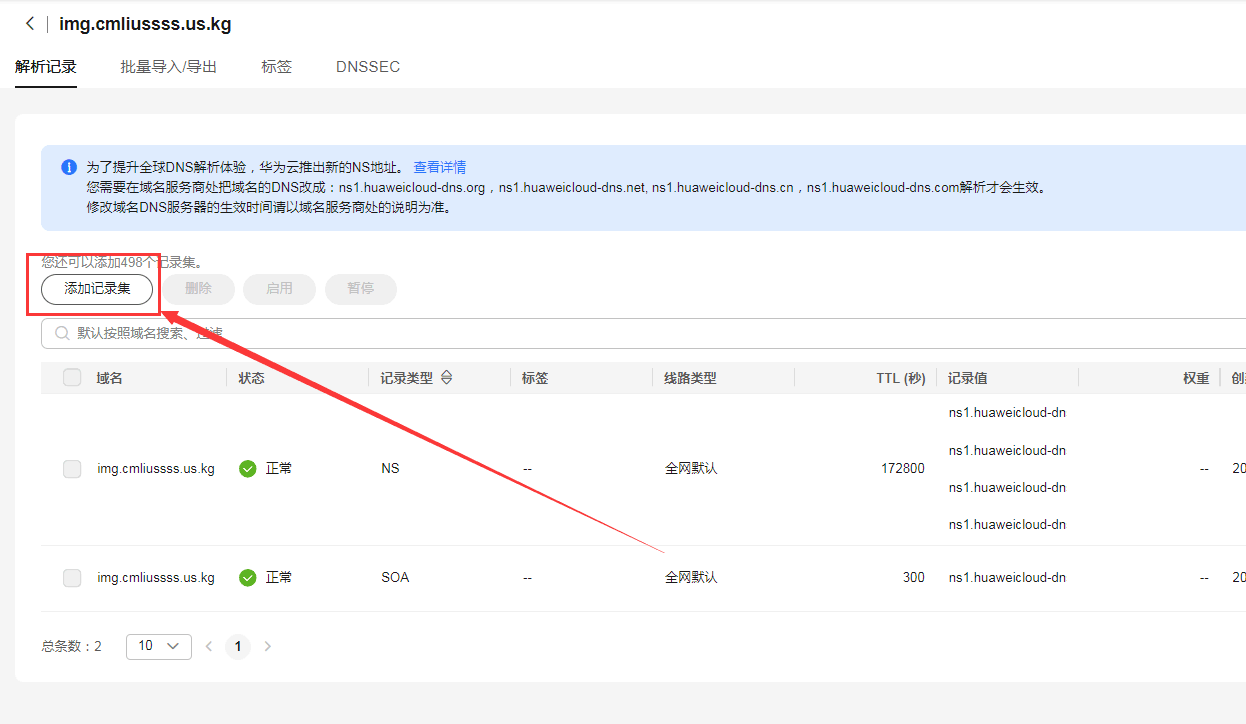 img.cmliussss.us.kg
解析记录 批量导入/导出 标签 DNSSEC
为了提升全球DNS解析体验，华为云推出新的NS地址。 查看详情
您需要在域名服务商处把域名的DNS改成：ns1.huaweicloud-dns.org，ns1.huaweicloud-dns.net, ns1.huaweicloud-dns.cn，ns1.huaweicloud-dns.com解析才会生效。
修改域名DNS服务器的生效时间请以域名服务商处的说明为准。
您还可以添加498个记录集。
添加记录集 删除 启用 暂停
默认按照域名搜索、过滤
域名 状态 记录类型 标签 线路类型 TTL (秒) 记录值 权重 创
ns1.huaweicloud-dn
ns1.huaweicloud-dn
img.cmliussss.us.kg 正常 NS -- 全网默认 172800 -- 20
ns1.huaweicloud-dn
ns1.huaweicloud-dn
img.cmliussss.us.kg 正常 SOA -- 全网默认 300 ns1.huaweicloud-dn -- 20
总条数：2 10 1